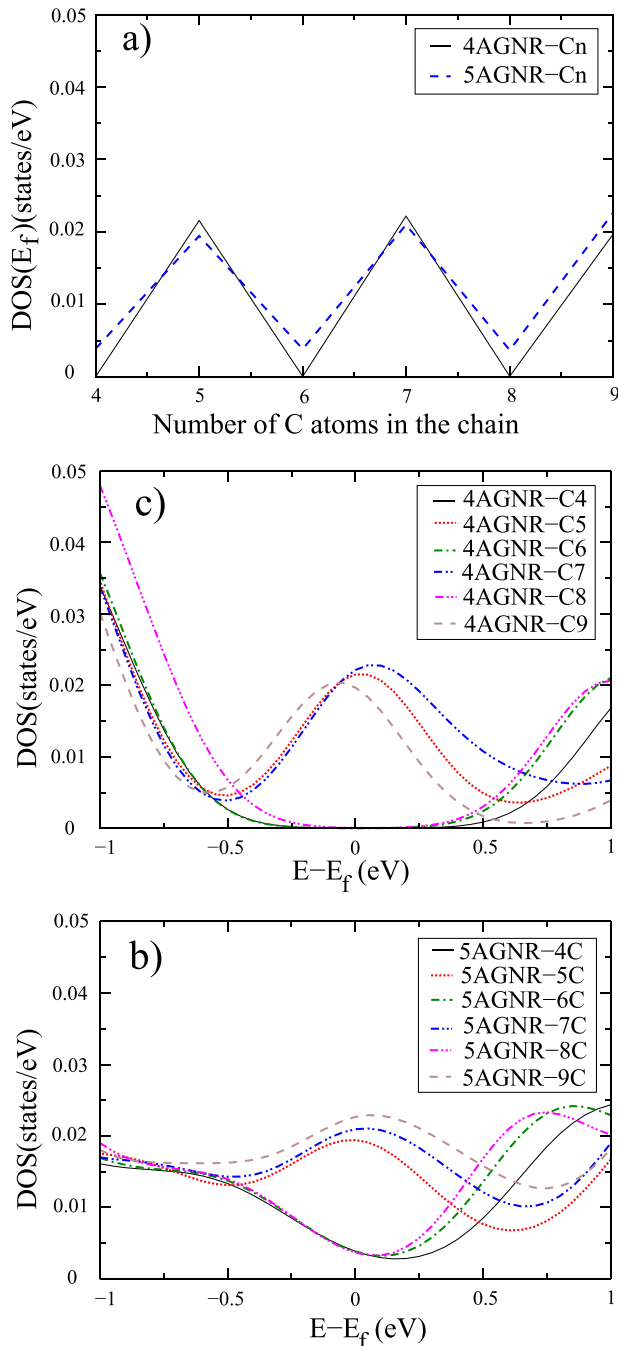 a)
4AGNR−Cn
5AGNR−Cn
DOS(E_f)(states/eV)
0.05
0.04
0.03
0.02
0.01
0
4 5 6 7 8 9
Number of C atoms in the chain
c)
4AGNR−C4
4AGNR−C5
4AGNR−C6
4AGNR−C7
4AGNR−C8
4AGNR−C9
DOS(states/eV)
0.05
0.04
0.03
0.02
0.01
0
−1 −0.5 0 0.5 1
E−E_f (eV)
b)
5AGNR−4C
5AGNR−5C
5AGNR−6C
5AGNR−7C
5AGNR−8C
5AGNR−9C
DOS(states/eV)
0.05
0.04
0.03
0.02
0.01
0
−1 −0.5 0 0.5 1
E−E_f (eV)